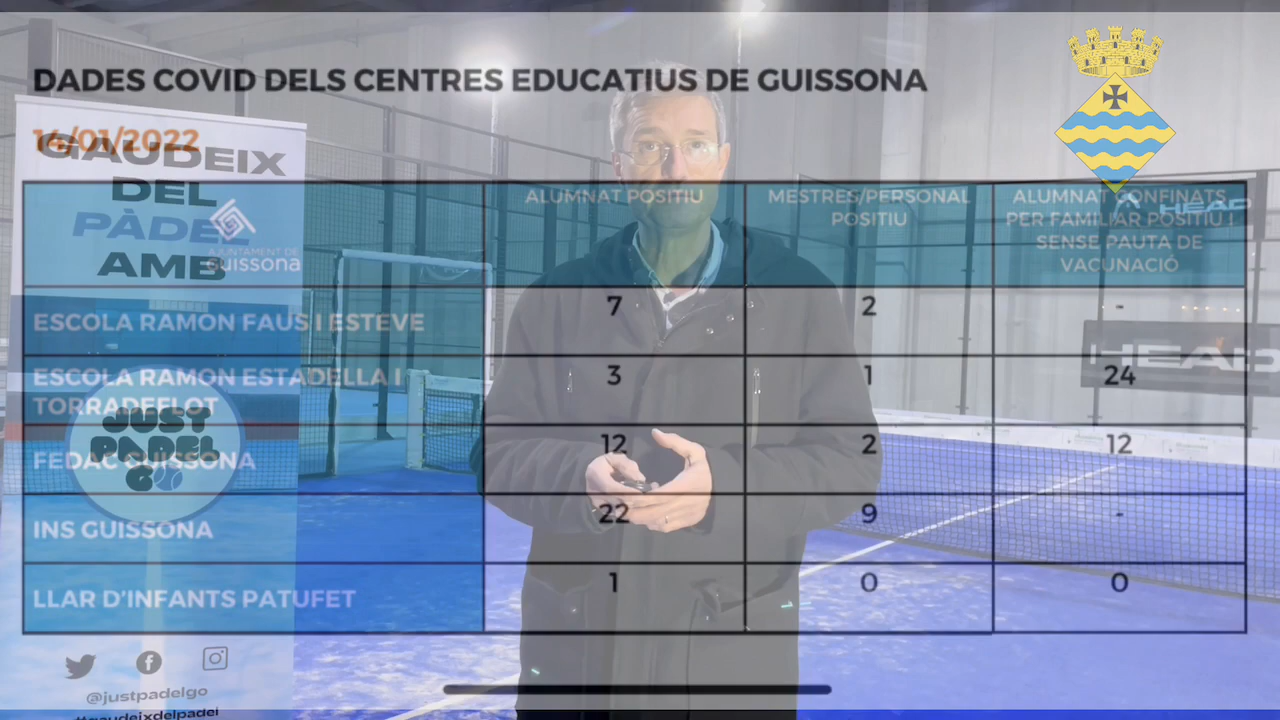 DADES COVID DELS CENTRES EDUCATIUS DE GUISSONA
14/01/2022
GAUDEIX
DEL
PÀDEL
AMB
AJUNTAMENT DE
Guissona
ALUMNAT POSITIU
MESTRES/PERSONAL
POSITIU
ALUMNAT CONFINATS
PER FAMILIAR POSITIU I
SENSE PAUTA DE
VACUNACIÓ
HEAD
ESCOLA RAMON FAUS I ESTEVE
7
2
-
ESCOLA RAMON ESTADELLA I
TORRADEFLOT
3
1
24
HEAD
FEDAC GUISSONA
12
2
12
JUST
PADEL
GO
INS GUISSONA
22
9
-
LLAR D'INFANTS PATUFET
1
0
0
@justpadelgo
#gaudeixdelpadel